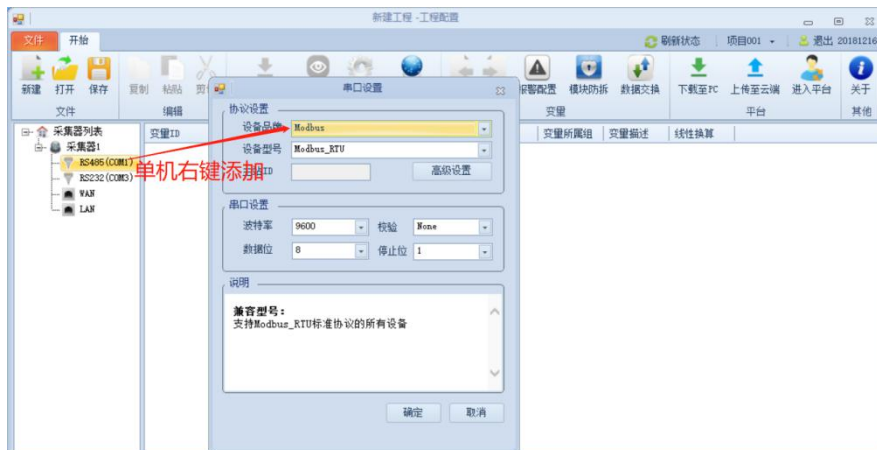 新建工程 -工程配置
文件 开始 刷新状态 项目001 退出 20181216
新建 打开 保存 复制 粘贴 报警配置 模块防拆 数据交换 下载至PC 上传至云端 进入平台 关于
文件 编辑 变量 平台 其他
串口设置
采集器列表
采集器1
RS485(COM1)
RS232(COM3)
WAN
LAN
变量ID 变量所属组 变量描述 线性换算
单机右键添加
协议设置
设备品牌 Modbus
设备型号 Modbus_RTU
ID 高级设置
串口设置
波特率 9600 校验 None
数据位 8 停止位 1
说明
兼容型号:
支持Modbus_RTU标准协议的所有设备
确定 取消